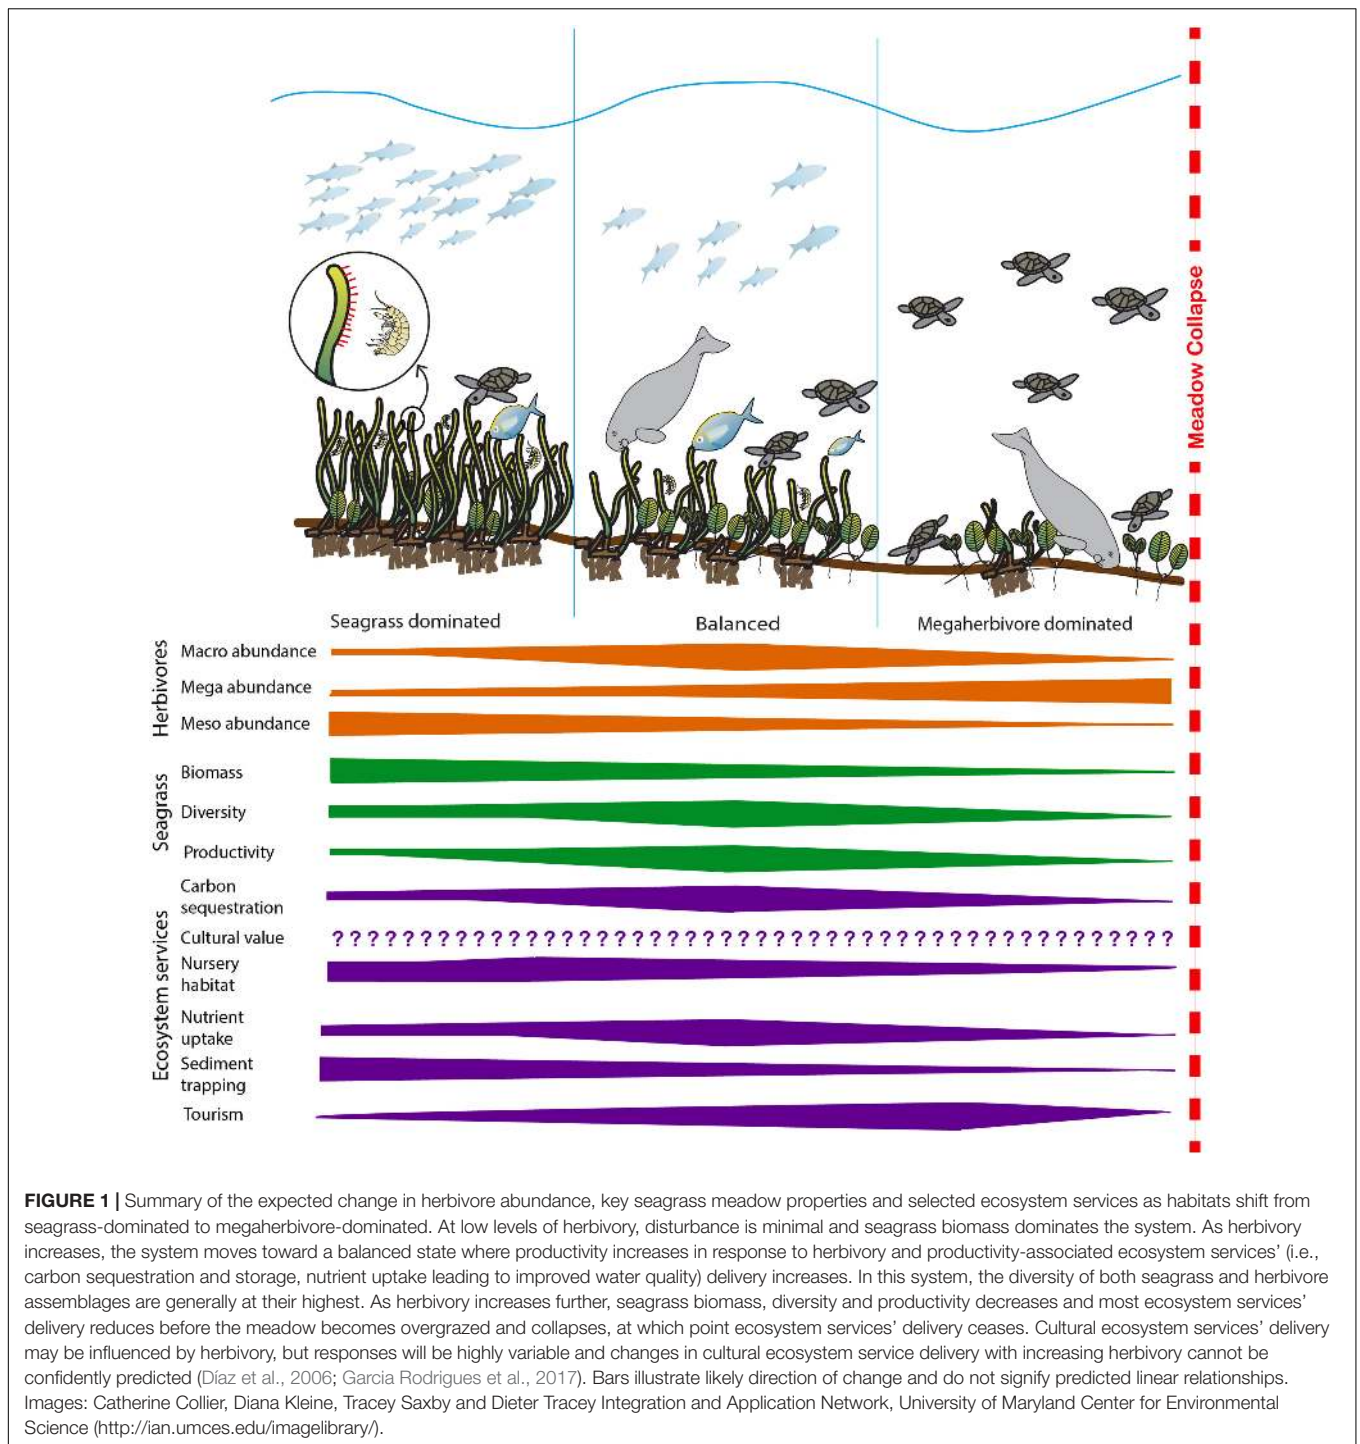 Meadow Collapse
Seagrass dominated
Balanced
Megaherbivore dominated
Herbivores
Macro abundance
Mega abundance
Meso abundance
Seagrass
Biomass
Diversity
Productivity
Ecosystem services
Carbon
sequestration
Cultural value
? ? ? ? ? ? ? ? ? ? ? ? ? ? ? ? ? ? ? ? ? ? ? ? ? ? ? ? ? ? ? ? ? ? ? ? ? ? ? ? ? ? ? ? ? ? ? ?
Nursery
habitat
Nutrient
uptake
Sediment
trapping
Tourism
FIGURE 1 | Summary of the expected change in herbivore abundance, key seagrass meadow properties and selected ecosystem services as habitats shift from
seagrass-dominated to megaherbivore-dominated. At low levels of herbivory, disturbance is minimal and seagrass biomass dominates the system. As herbivory
increases, the system moves toward a balanced state where productivity increases in response to herbivory and productivity-associated ecosystem services’ (i.e.,
carbon sequestration and storage, nutrient uptake leading to improved water quality) delivery increases. In this system, the diversity of both seagrass and herbivore
assemblages are generally at their highest. As herbivory increases further, seagrass biomass, diversity and productivity decreases and most ecosystem services’
delivery reduces before the meadow becomes overgrazed and collapses, at which point ecosystem services’ delivery ceases. Cultural ecosystem services’ delivery
may be influenced by herbivory, but responses will be highly variable and changes in cultural ecosystem service delivery with increasing herbivory cannot be
confidently predicted (Díaz et al., 2006; Garcia Rodrigues et al., 2017). Bars illustrate likely direction of change and do not signify predicted linear relationships.
Images: Catherine Collier, Diana Kleine, Tracey Saxby and Dieter Tracey Integration and Application Network, University of Maryland Center for Environmental
Science (http://ian.umces.edu/imagelibrary/).